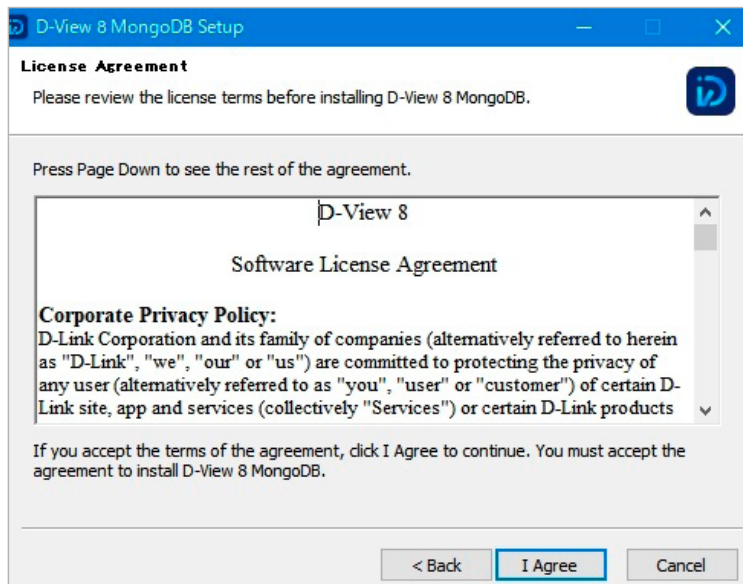 D-View 8 MongoDB Setup
License Agreement
Please review the license terms before installing D-View 8 MongoDB.
Press Page Down to see the rest of the agreement.
D-View 8
Software License Agreement
Corporate Privacy Policy:
D-Link Corporation and its family of companies (alternatively referred to herein
as "D-Link", "we", "our" or "us") are committed to protecting the privacy of
any user (alternatively referred to as "you", "user" or "customer") of certain D-
Link site, app and services (collectively "Services") or certain D-Link products
If you accept the terms of the agreement, click I Agree to continue. You must accept the
agreement to install D-View 8 MongoDB.
< Back
I Agree
Cancel